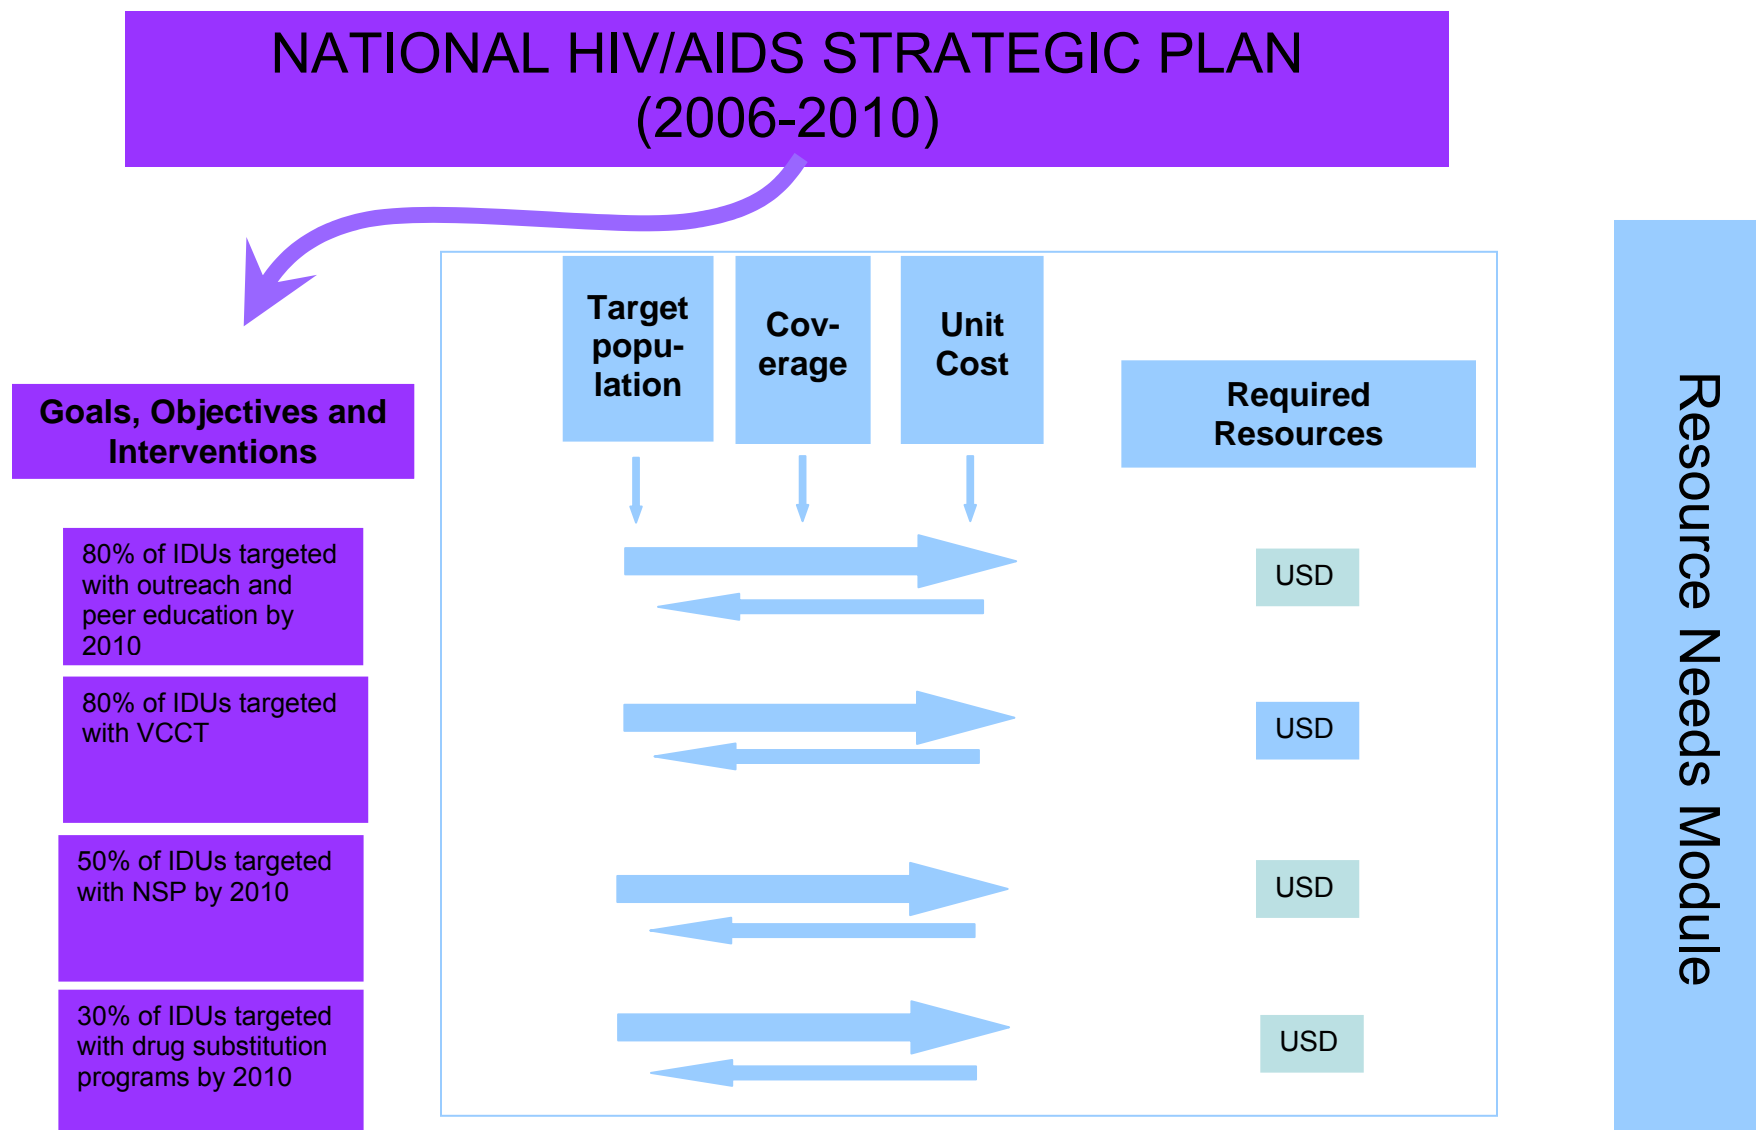 NATIONAL HIV/AIDS STRATEGIC PLAN
(2006-2010)
Target
popu-
lation
Cov-
erage
Unit
Cost
Required
Resources
Goals, Objectives and
Interventions
80% of IDUs targeted
with outreach and
peer education by
2010
USD
80% of IDUs targeted
with VCCT
USD
50% of IDUs targeted
with NSP by 2010
USD
30% of IDUs targeted
with drug substitution
programs by 2010
USD
Resource Needs Module